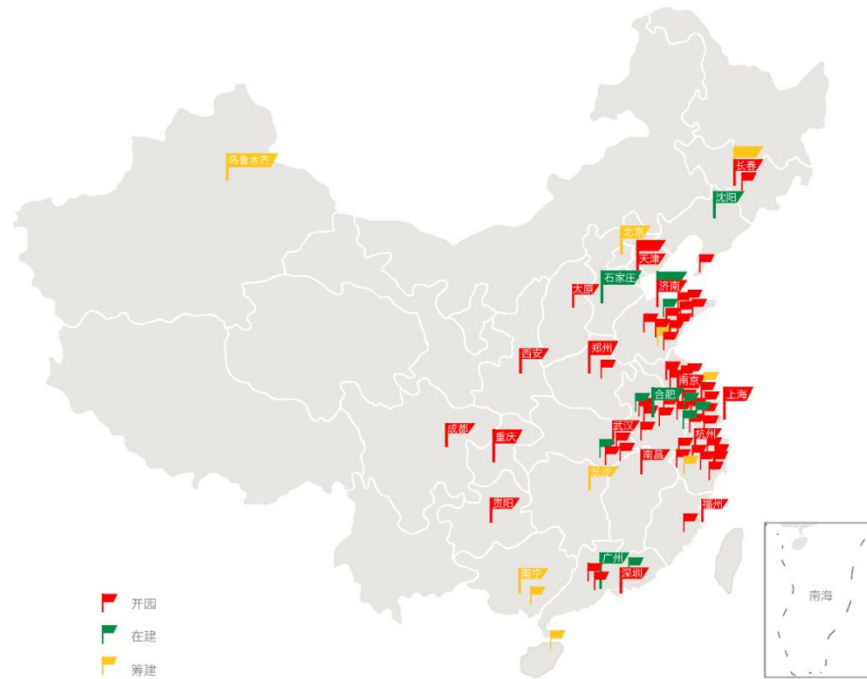 乌鲁木齐
长春
沈阳
北京
天津
石家庄
太原
济南
西安
郑州
南京
合肥
上海
成都
重庆
武汉
杭州
南昌
长沙
贵阳
福州
广州
南宁
深圳
南海
开园
在建
筹建